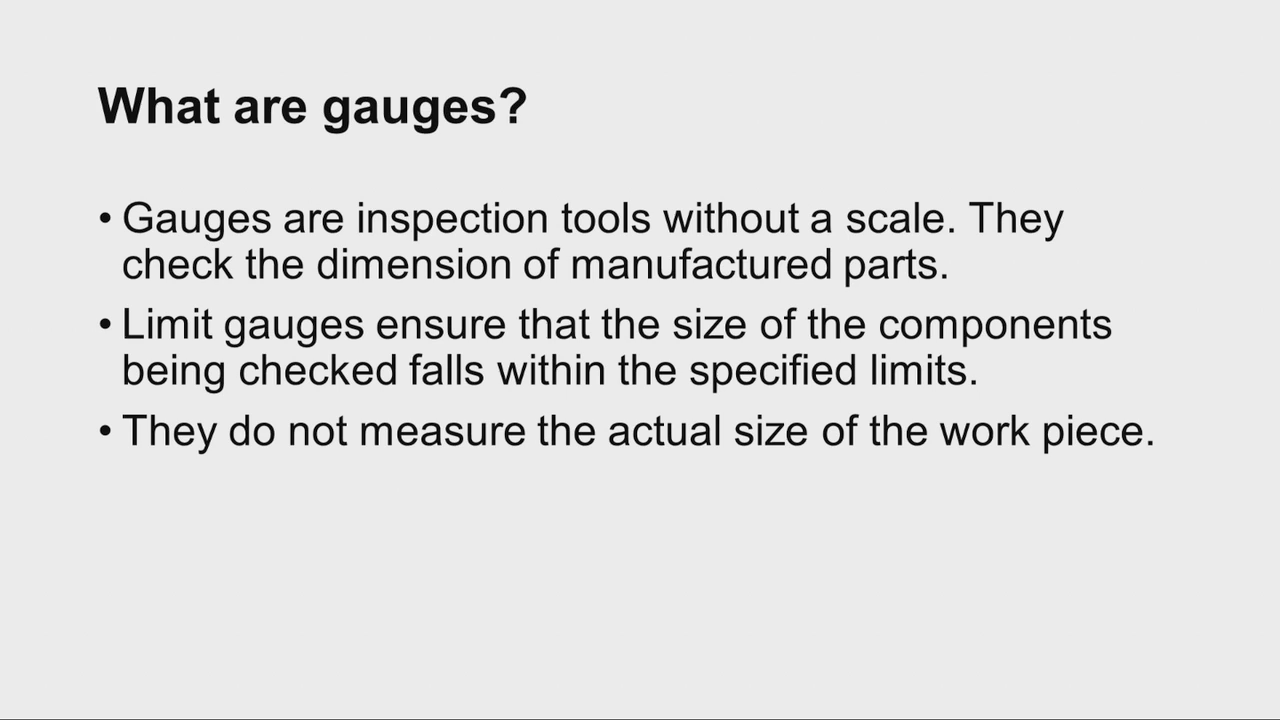 What are gauges?
• Gauges are inspection tools without a scale. They
check the dimension of manufactured parts.
• Limit gauges ensure that the size of the components
being checked falls within the specified limits.
• They do not measure the actual size of the work piece.